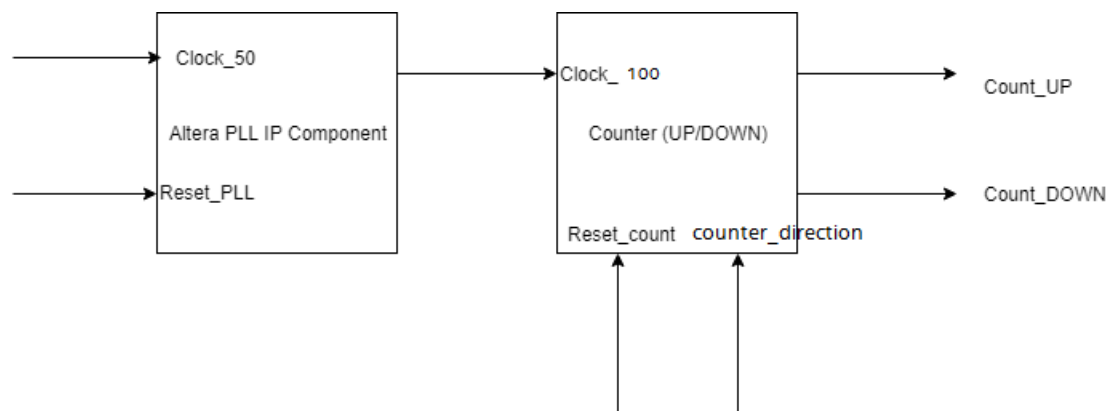 Clock_50
Altera PLL IP Component
Reset_PLL
Clock_ 100
Counter (UP/DOWN)
Reset_count counter_direction
Count_UP
Count_DOWN